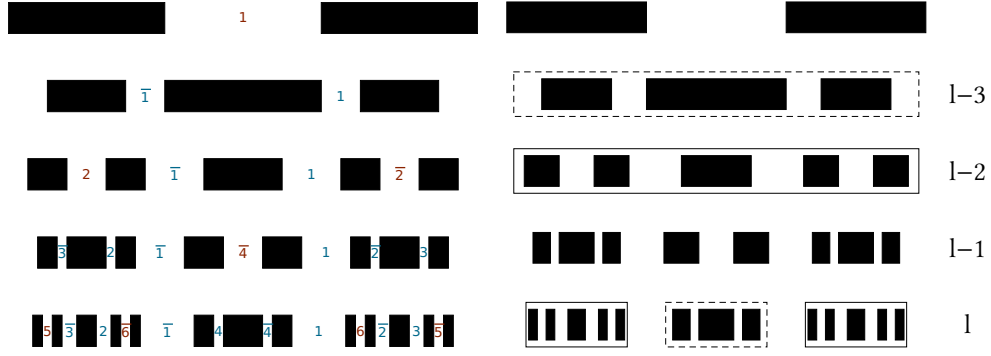 1
1̅ 1 l−3
2 1̅ 1 2̅ l−2
3̅ 2 1̅ 4̅ 1 2̅ 3 l−1
5 3̅ 2 6̅ 1̅ 4 4̅ 1 6 2̅ 3 5̅ l